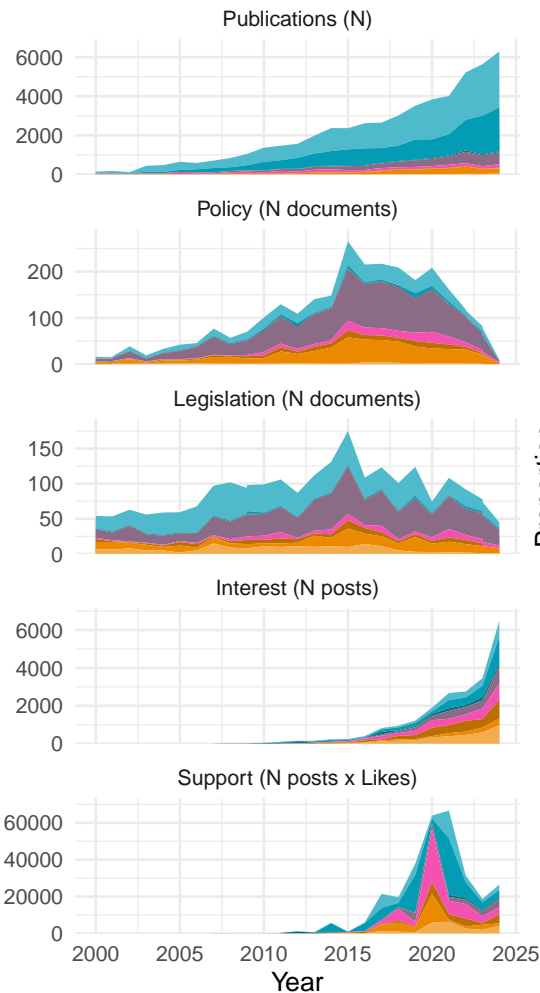 Publications (N)
6000
4000
2000
0
Policy (N documents)
200
100
0
Legislation (N documents)
150
100
50
0
Interest (N posts)
6000
4000
2000
0
Support (N posts x Likes)
60000
40000
20000
0
2000 2005 2010 2015 2020 2025
Year